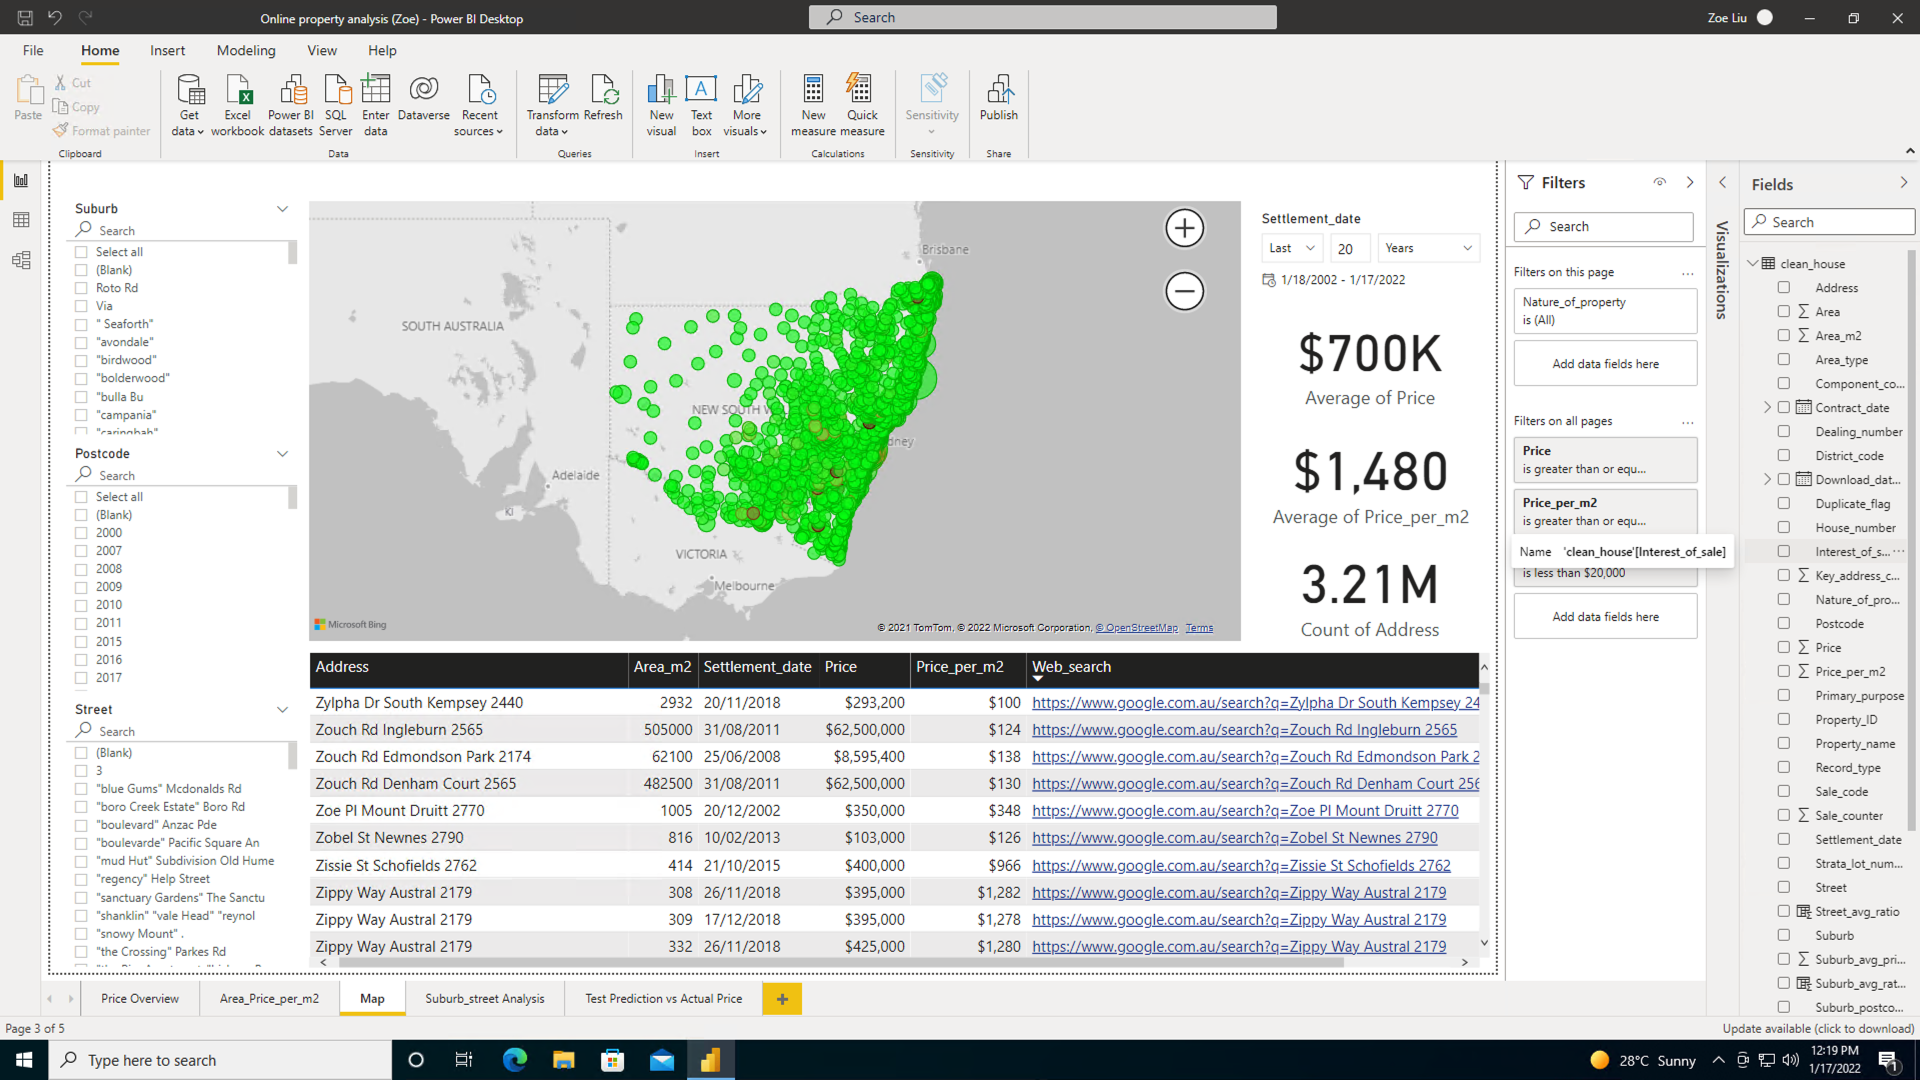 Online property analysis (Zoe) - Power BI Desktop
Search
Zoe Liu
File
Home
Insert
Modeling
View
Help
Paste
Cut
Copy
Format painter
Clipboard
Get data
Excel workbook
Power BI datasets
SQL Server
Enter data
Dataverse
Recent sources
Data
Transform data
Refresh
Queries
New visual
Text box
More visuals
Insert
New measure
Quick measure
Calculations
Sensitivity
Sensitivity
Publish
Share
Suburb
Search
Select all
(Blank)
Roto Rd
Via
" Seaforth"
"avondale"
"birdwood"
"bolderwood"
"bulla Bu
"campania"
"caringbah"
Postcode
Search
Select all
(Blank)
2000
2007
2008
2009
2010
2011
2015
2016
2017
Street
Search
(Blank)
3
"blue Gums" Mcdonalds Rd
"boro Creek Estate" Boro Rd
"boulevard" Anzac Pde
"boulevarde" Pacific Square An
"mud Hut" Subdivision Old Hume
"regency" Help Street
"sanctuary Gardens" The Sanctu
"shanklin" "vale Head" "reynol
"snowy Mount" .
"the Crossing" Parkes Rd
Brisbane
SOUTH AUSTRALIA
NEW SOUTH W
dney
Adelaide
KI
VICTORIA
Melbourne
Microsoft Bing
© 2021 TomTom, © 2022 Microsoft Corporation, © OpenStreetMap Terms
Settlement_date
Last
20
Years
1/18/2002 - 1/17/2022
$700K
Average of Price
$1,480
Average of Price_per_m2
3.21M
Count of Address
Address Area_m2 Settlement_date Price Price_per_m2 Web_search
Zylpha Dr South Kempsey 2440 2932 20/11/2018 $293,200 $100 https://www.google.com.au/search?q=Zylpha Dr South Kempsey 24
Zouch Rd Ingleburn 2565 505000 31/08/2011 $62,500,000 $124 https://www.google.com.au/search?q=Zouch Rd Ingleburn 2565
Zouch Rd Edmondson Park 2174 62100 25/06/2008 $8,595,400 $138 https://www.google.com.au/search?q=Zouch Rd Edmondson Park 2
Zouch Rd Denham Court 2565 482500 31/08/2011 $62,500,000 $130 https://www.google.com.au/search?q=Zouch Rd Denham Court 256
Zoe Pl Mount Druitt 2770 1005 20/12/2002 $350,000 $348 https://www.google.com.au/search?q=Zoe Pl Mount Druitt 2770
Zobel St Newnes 2790 816 10/02/2013 $103,000 $126 https://www.google.com.au/search?q=Zobel St Newnes 2790
Zissie St Schofields 2762 414 21/10/2015 $400,000 $966 https://www.google.com.au/search?q=Zissie St Schofields 2762
Zippy Way Austral 2179 308 26/11/2018 $395,000 $1,282 https://www.google.com.au/search?q=Zippy Way Austral 2179
Zippy Way Austral 2179 309 17/12/2018 $395,000 $1,278 https://www.google.com.au/search?q=Zippy Way Austral 2179
Zippy Way Austral 2179 332 26/11/2018 $425,000 $1,280 https://www.google.com.au/search?q=Zippy Way Austral 2179
Filters
Search
Filters on this page ...
Nature_of_property
is (All)
Add data fields here
Filters on all pages ...
Price
is greater than or equ...
Price_per_m2
is greater than or equ...
Name 'clean_house'[Interest_of_sale]
is less than $20,000
Add data fields here
Visualizations
Fields
Search
clean_house
Address
Area
Area_m2
Area_type
Component_co...
Contract_date
Dealing_number
District_code
Download_dat...
Duplicate_flag
House_number
Interest_of_s... ...
Key_address_c...
Nature_of_pro...
Postcode
Price
Price_per_m2
Primary_purpose
Property_ID
Property_name
Record_type
Sale_code
Sale_counter
Settlement_date
Strata_lot_num...
Street
Street_avg_ratio
Suburb
Suburb_avg_pri...
Suburb_avg_rat...
Suburb_postco...
Price Overview
Area_Price_per_m2
Map
Suburb_street Analysis
Test Prediction vs Actual Price
+
Page 3 of 5
Update available (click to download)
Type here to search
28°C Sunny
12:19 PM
1/17/2022
1